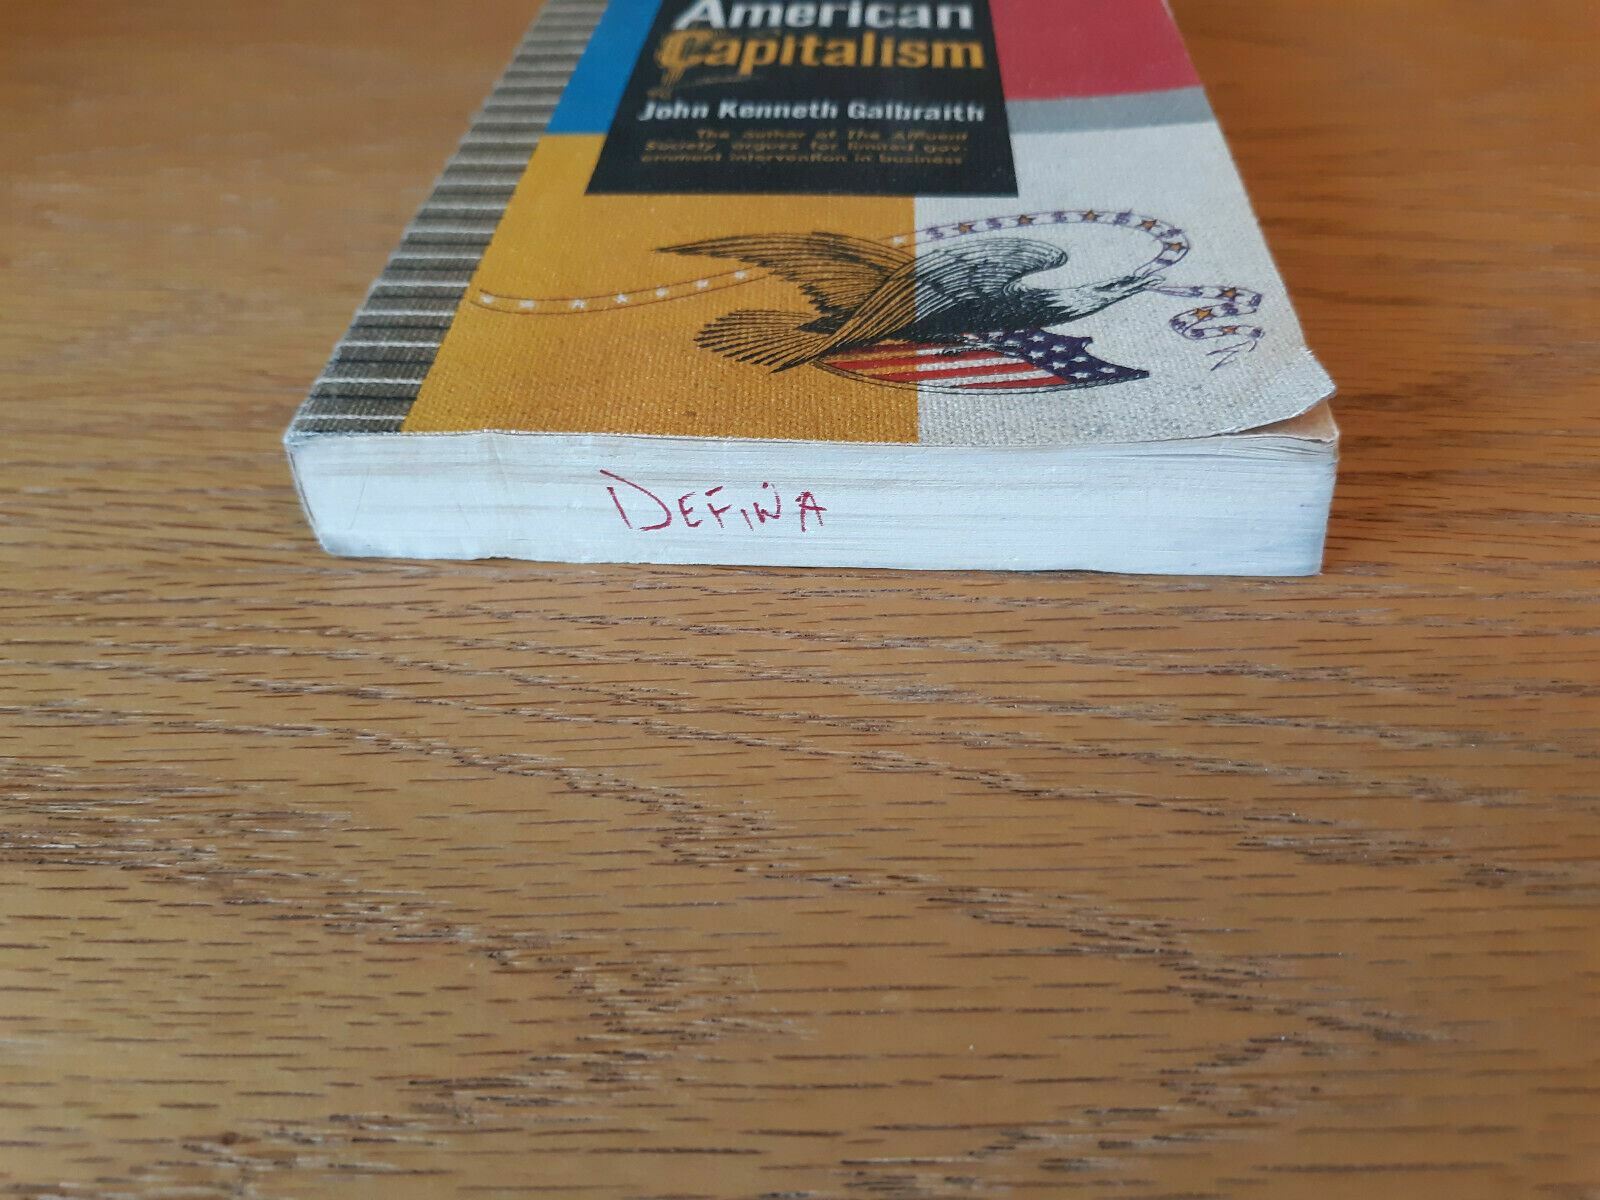 American
Capitalism
John Kenneth Galbraith
The author of The Affluent
Society argues for limited gov-
ernment intervention in business
DEFINA